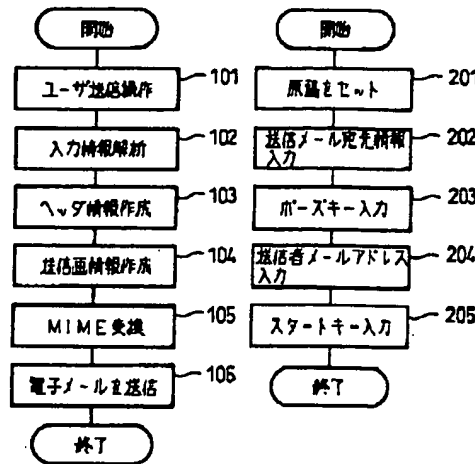 開始
ユーザ送信操作
101
入力情報解析
102
ヘッダ情報作成
103
送信画情報作成
104
MIME変換
105
電子メールを送信
106
終了
開始
原稿をセット
201
送信メール宛先情報
入力
202
ポーズキー入力
203
送信者メールアドレス
入力
204
スタートキー入力
205
終了